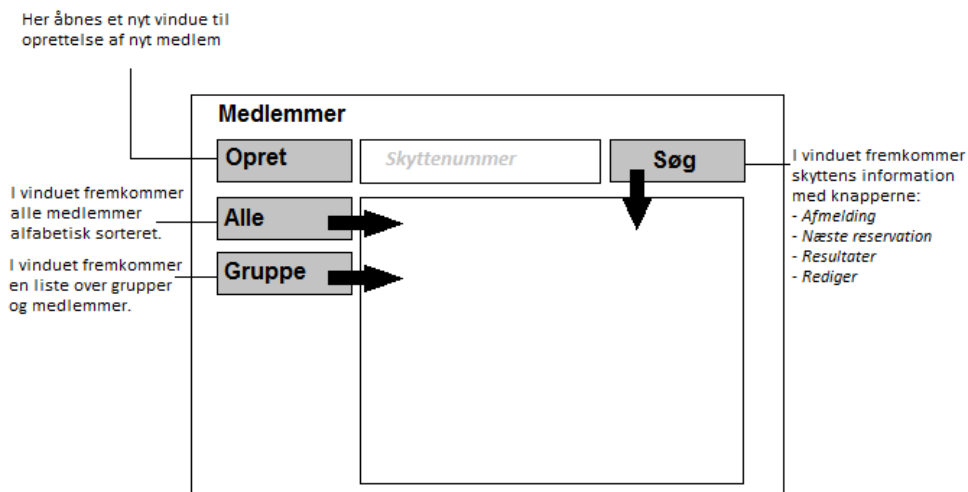 Her åbnes et nyt vindue til
oprettelse af nyt medlem
Medlemmer
Opret
Skyttenummer
Søg
I vinduet fremkommer
skyttens information
med knapperne:
- Afmelding
- Næste reservation
- Resultater
- Rediger
I vinduet fremkommer
alle medlemmer
alfabetisk sorteret.
Alle
I vinduet fremkommer
en liste over grupper
og medlemmer.
Gruppe